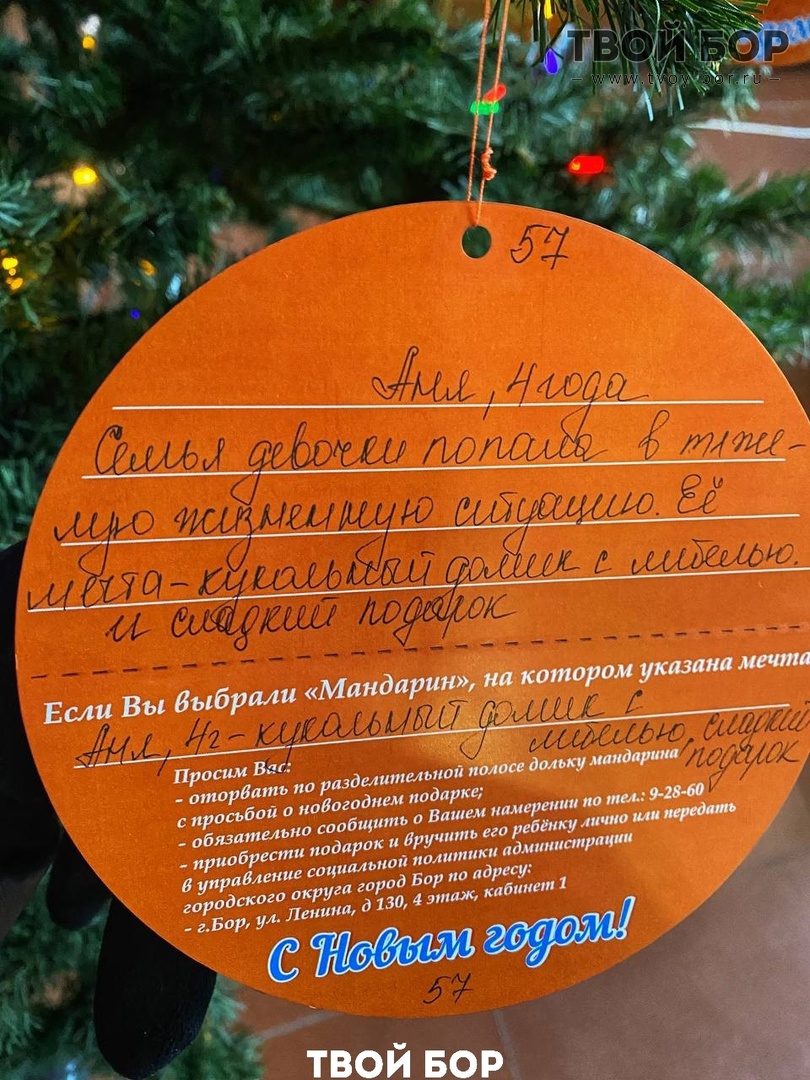 ТВОЙ БОР
www.tvoy-bor.ru
57
Аня, 4 года
Семья девочки попала в тяже-
лую жизненную ситуацию. Её
мечта - кукольный домик с мебелью.
и сладкий подарок
Если Вы выбрали «Мандарин», на котором указана мечта
Аня, 4г - кукольный домик с
мебелью, сладкий
подарок
Просим Вас:
- оторвать по разделительной полосе дольку мандарина
с просьбой о новогоднем подарке;
- обязательно сообщить о Вашем намерении по тел.: 9-28-60
- приобрести подарок и вручить его ребёнку лично или передать
в управление социальной политики администрации
городского округа город Бор по адресу:
- г.Бор, ул. Ленина, д 130, 4 этаж, кабинет 1
С Новым годом!
57
ТВОЙ БОР